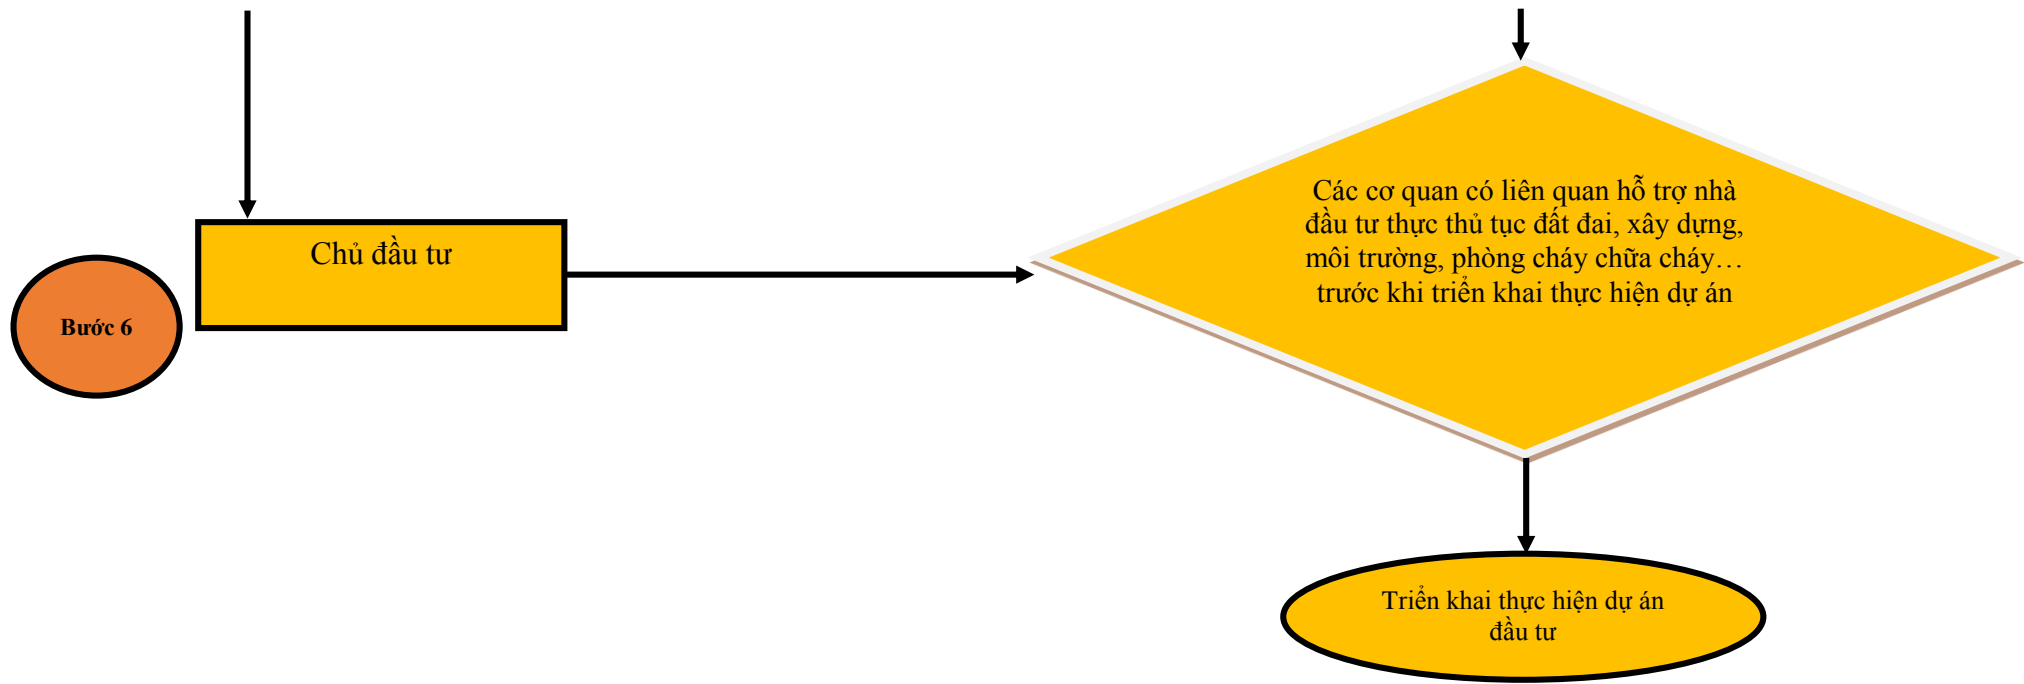 Các cơ quan có liên quan hỗ trợ nhà
đầu tư thực thủ tục đất đai, xây dựng,
môi trường, phòng cháy chữa cháy…
trước khi triển khai thực hiện dự án
Chủ đầu tư
Bước 6
Triển khai thực hiện dự án
đầu tư